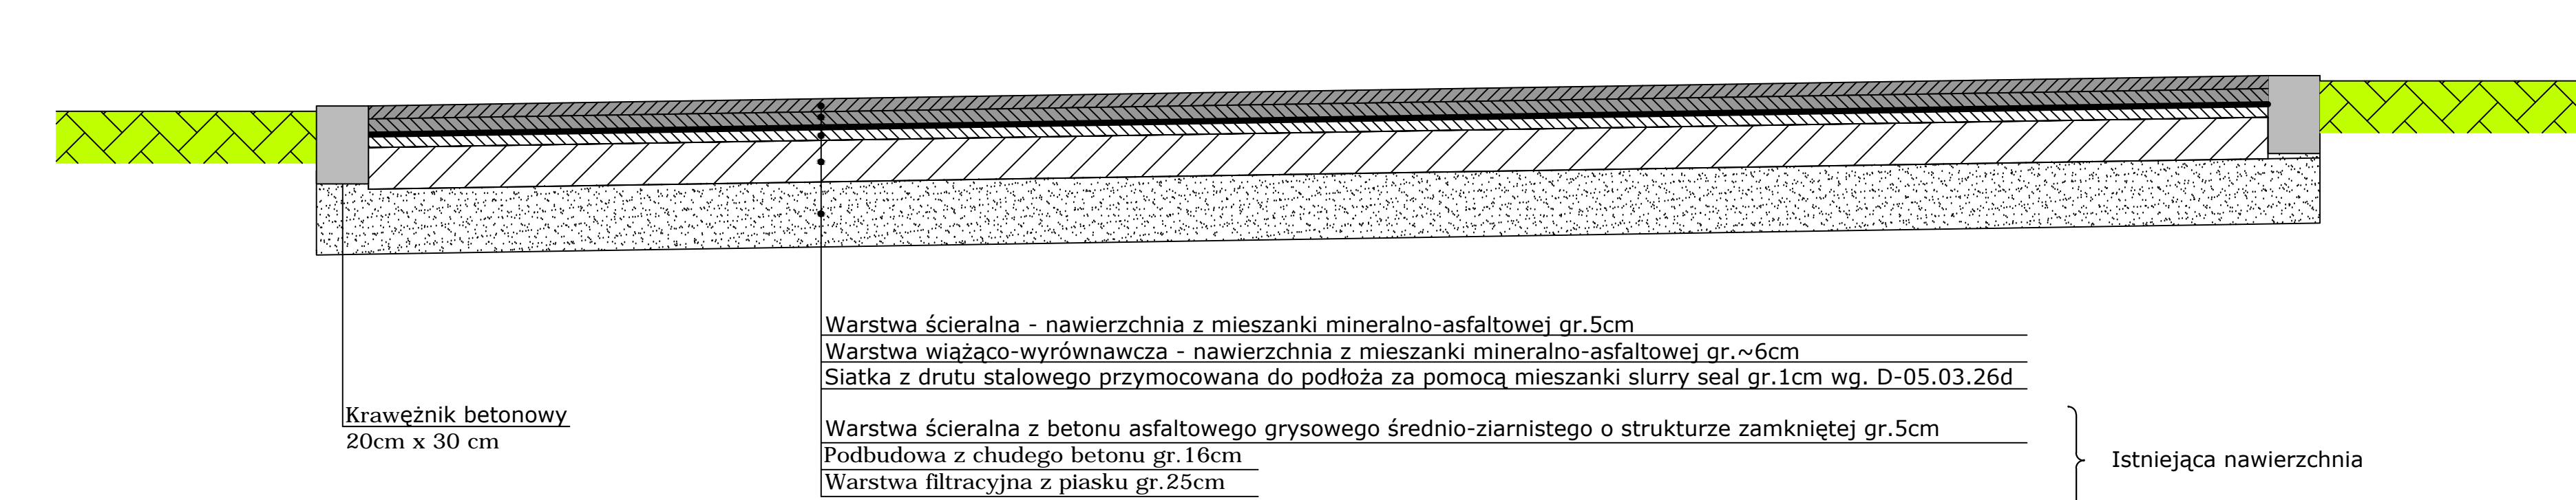 Warstwa ścieralna - nawierzchnia z mieszanki mineralno-asfaltowej gr.5cm
Warstwa wiążąco-wyrównawcza - nawierzchnia z mieszanki mineralno-asfaltowej gr.~6cm
Siatka z drutu stalowego przymocowana do podłoża za pomocą mieszanki slurry seal gr.1cm wg. D-05.03.26d
Krawężnik betonowy
20cm x 30 cm
Warstwa ścieralna z betonu asfaltowego grysowego średnio-ziarnistego o strukturze zamkniętej gr.5cm
Podbudowa z chudego betonu gr.16cm
Warstwa filtracyjna z piasku gr.25cm
Istniejąca nawierzchnia